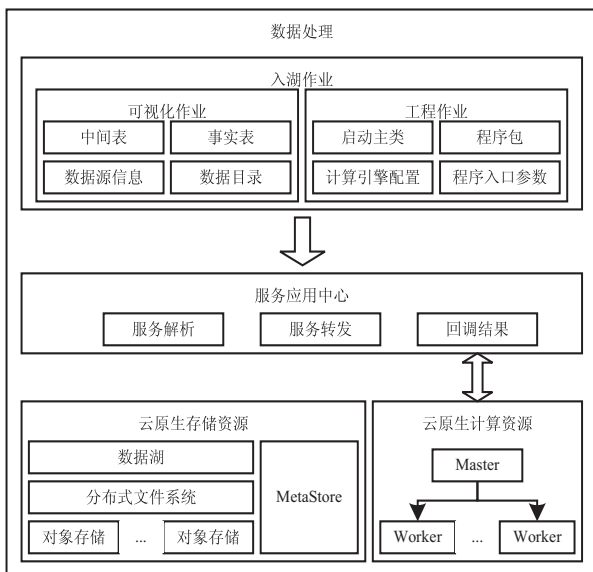 数据处理
入湖作业
可视化作业
工程作业
中间表
事实表
启动主类
程序包
数据源信息
数据目录
计算引擎配置
程序入口参数
服务应用中心
服务解析
服务转发
回调结果
云原生存储资源
云原生计算资源
数据湖
Master
分布式文件系统
MetaStore
对象存储
...
对象存储
Worker
...
Worker